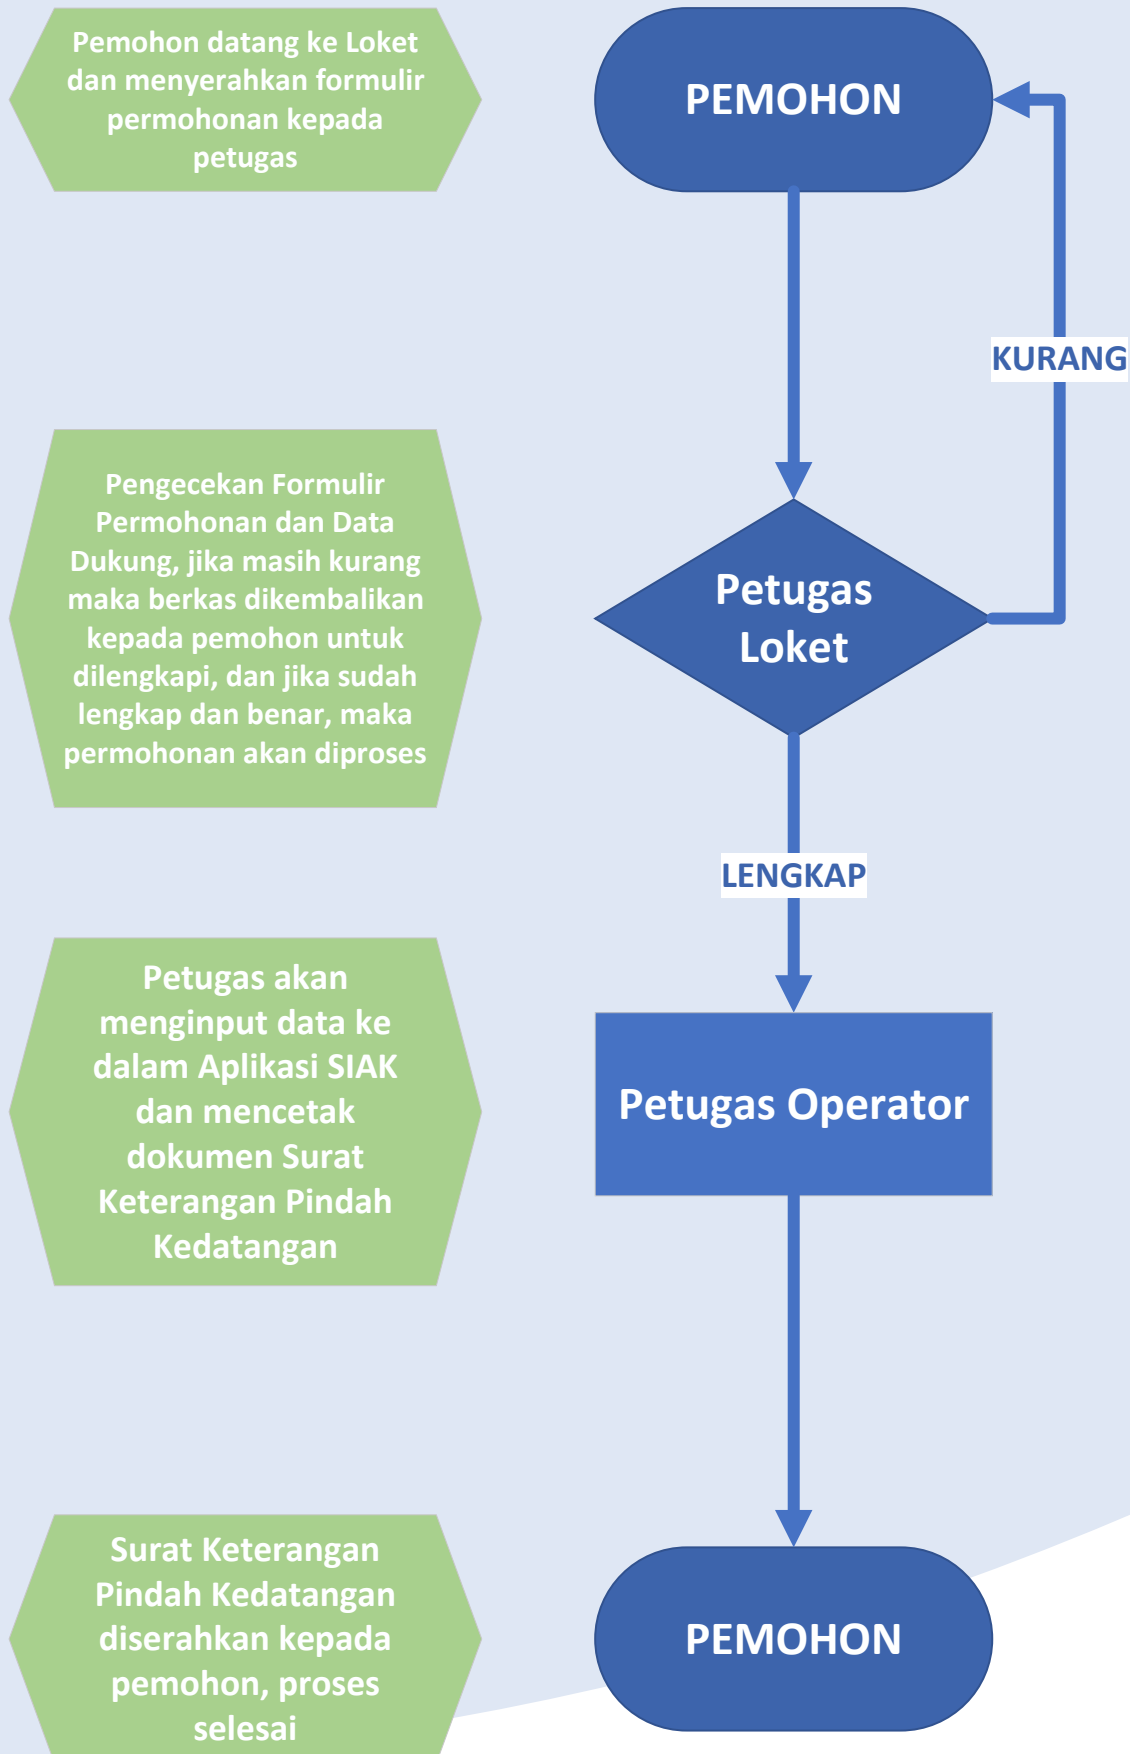 Pemohon datang ke Loket
dan menyerahkan formulir
permohonan kepada
petugas
PEMOHON
KURANG
Pengecekan Formulir
Permohonan dan Data
Dukung, jika masih kurang
maka berkas dikembalikan
kepada pemohon untuk
dilengkapi, dan jika sudah
lengkap dan benar, maka
permohonan akan diproses
Petugas
Loket
LENGKAP
Petugas akan
menginput data ke
dalam Aplikasi SIAK
dan mencetak
dokumen Surat
Keterangan Pindah
Kedatangan
Petugas Operator
Surat Keterangan
Pindah Kedatangan
diserahkan kepada
pemohon, proses
selesai
PEMOHON